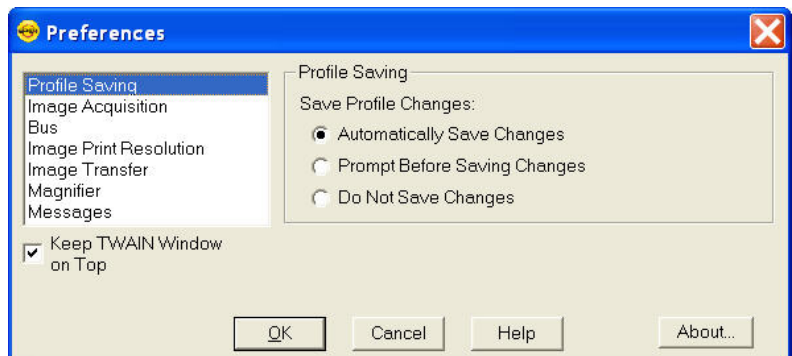 Preferences
Profile Saving
Image Acquisition
Bus
Image Print Resolution
Image Transfer
Magnifier
Messages
Keep TWAIN Window
on Top
Profile Saving
Save Profile Changes:
Automatically Save Changes
Prompt Before Saving Changes
Do Not Save Changes
OK
Cancel
Help
About...